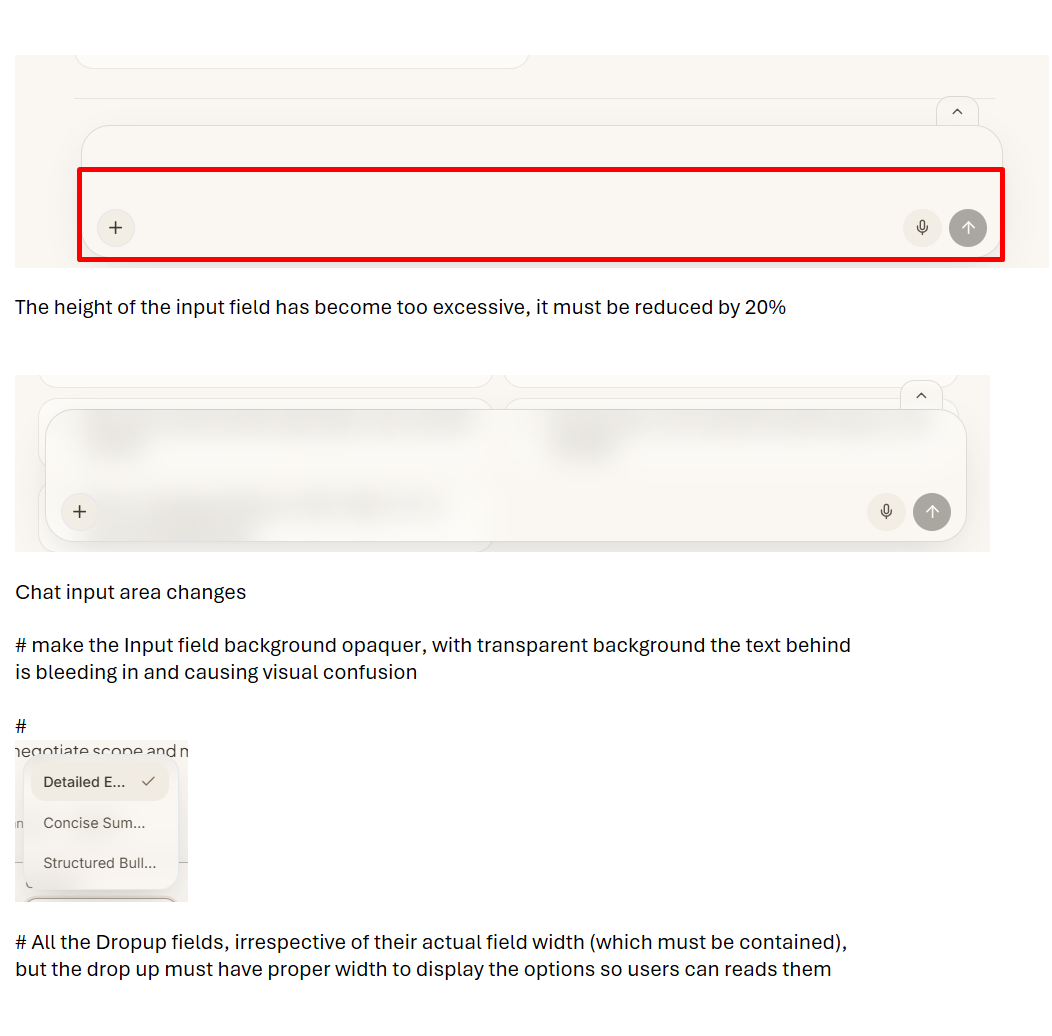 The height of the input field has become too excessive, it must be reduced by 20%
Chat input area changes
# make the Input field background opaquer, with transparent background the text behind
is bleeding in and causing visual confusion
#
negotiate scope and
Detailed E...
Concise Sum...
Structured Bull...
# All the Dropup fields, irrespective of their actual field width (which must be contained),
but the drop up must have proper width to display the options so users can reads them